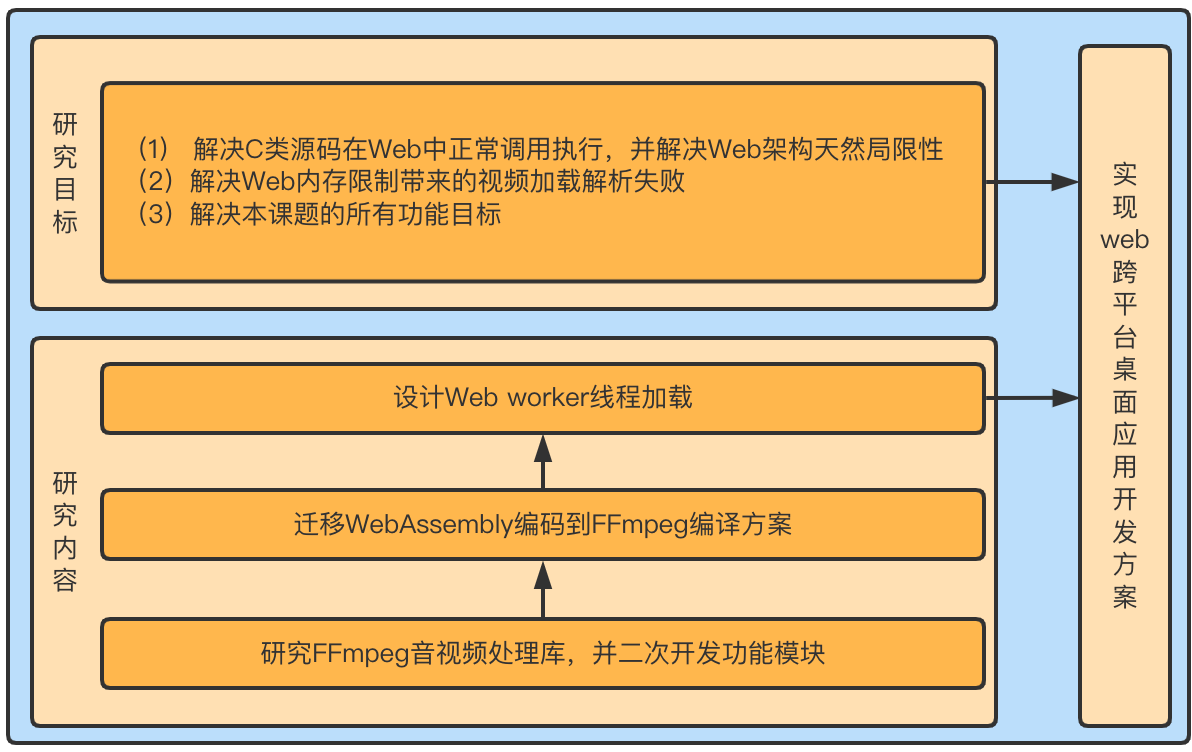 研究目标
（1） 解决C类源码在Web中正常调用执行，并解决Web架构天然局限性
（2）解决Web内存限制带来的视频加载解析失败
（3）解决本课题的所有功能目标
研究内容
设计Web worker线程加载
迁移WebAssembly编码到FFmpeg编译方案
研究FFmpeg音视频处理库，并二次开发功能模块
实现web跨平台桌面应用开发方案